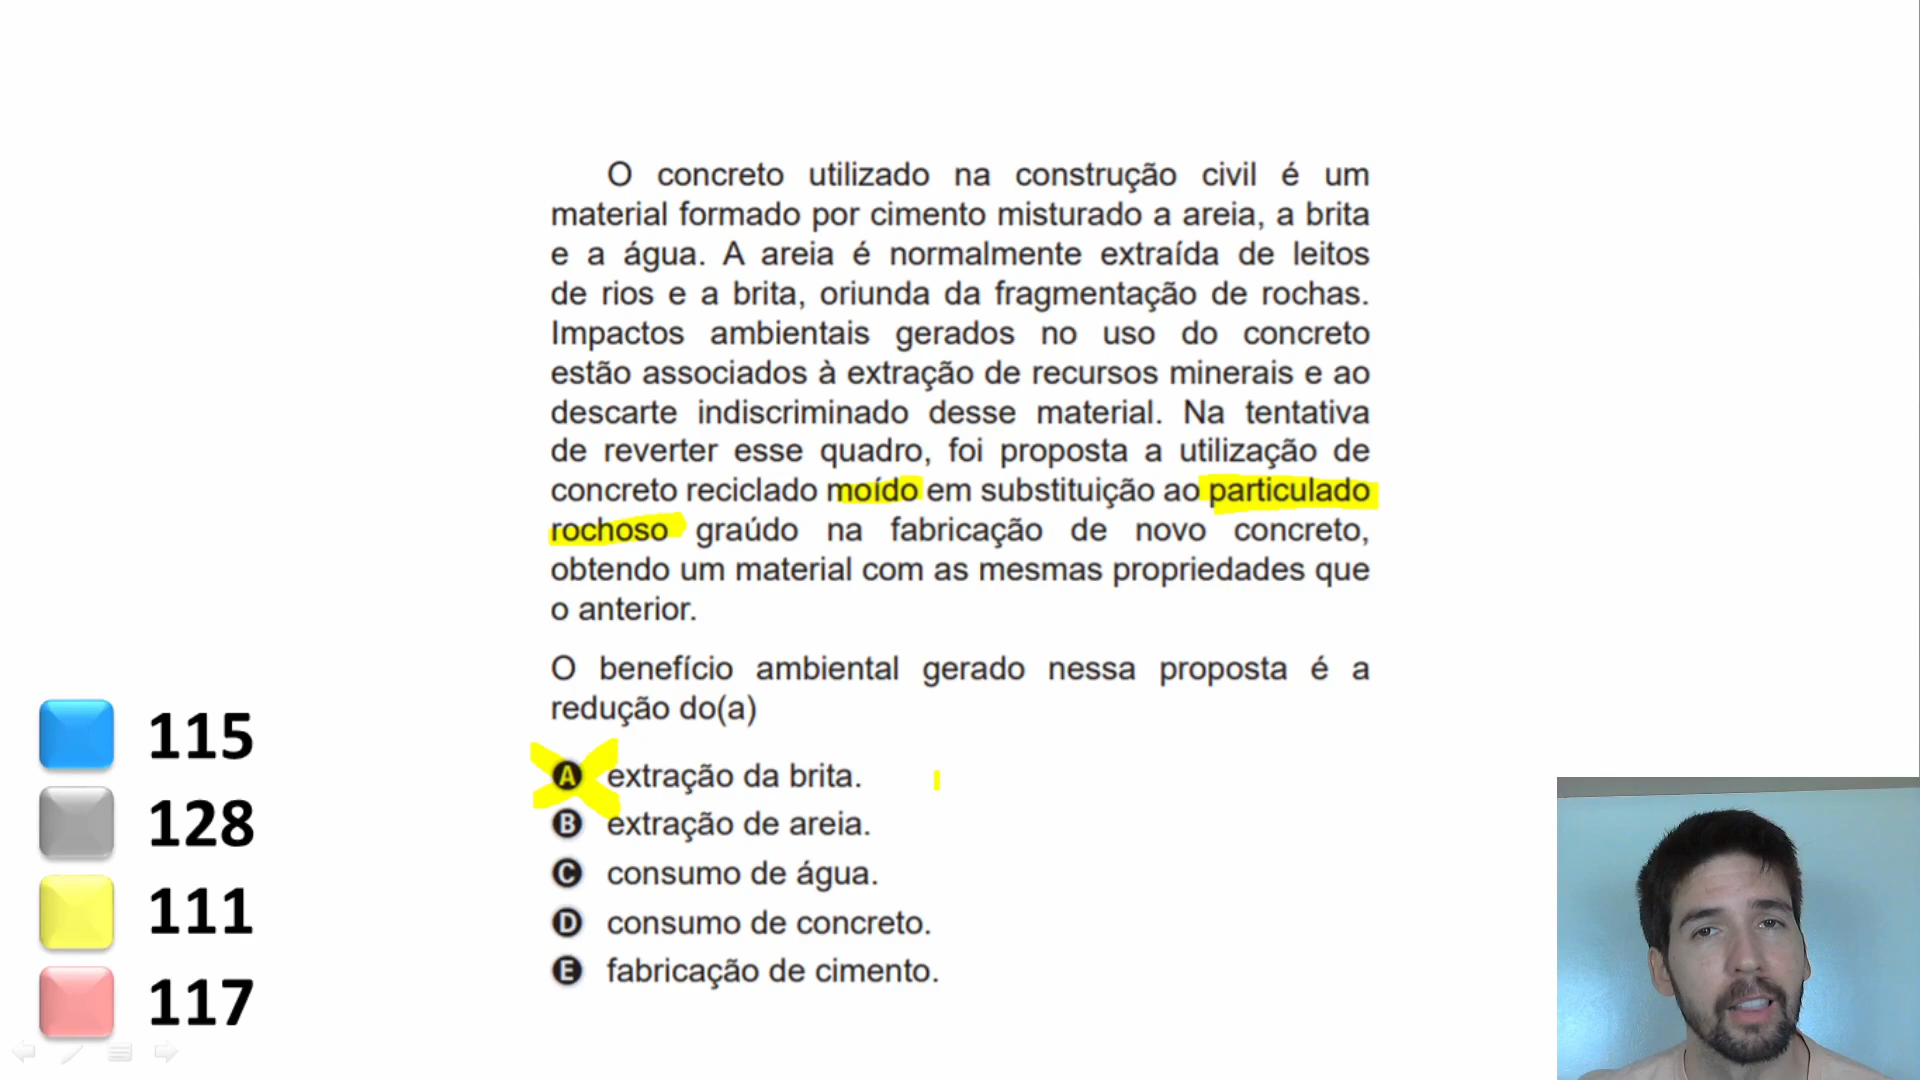 O concreto utilizado na construção civil é um
material formado por cimento misturado a areia, a brita
e a água. A areia é normalmente extraída de leitos
de rios e a brita, oriunda da fragmentação de rochas.
Impactos ambientais gerados no uso do concreto
estão associados à extração de recursos minerais e ao
descarte indiscriminado desse material. Na tentativa
de reverter esse quadro, foi proposta a utilização de
concreto reciclado moído em substituição ao particulado
rochoso graúdo na fabricação de novo concreto,
obtendo um material com as mesmas propriedades que
o anterior.
O benefício ambiental gerado nessa proposta é a
redução do(a)
A extração da brita.
B extração de areia.
C consumo de água.
D consumo de concreto.
E fabricação de cimento.
115
128
111
117